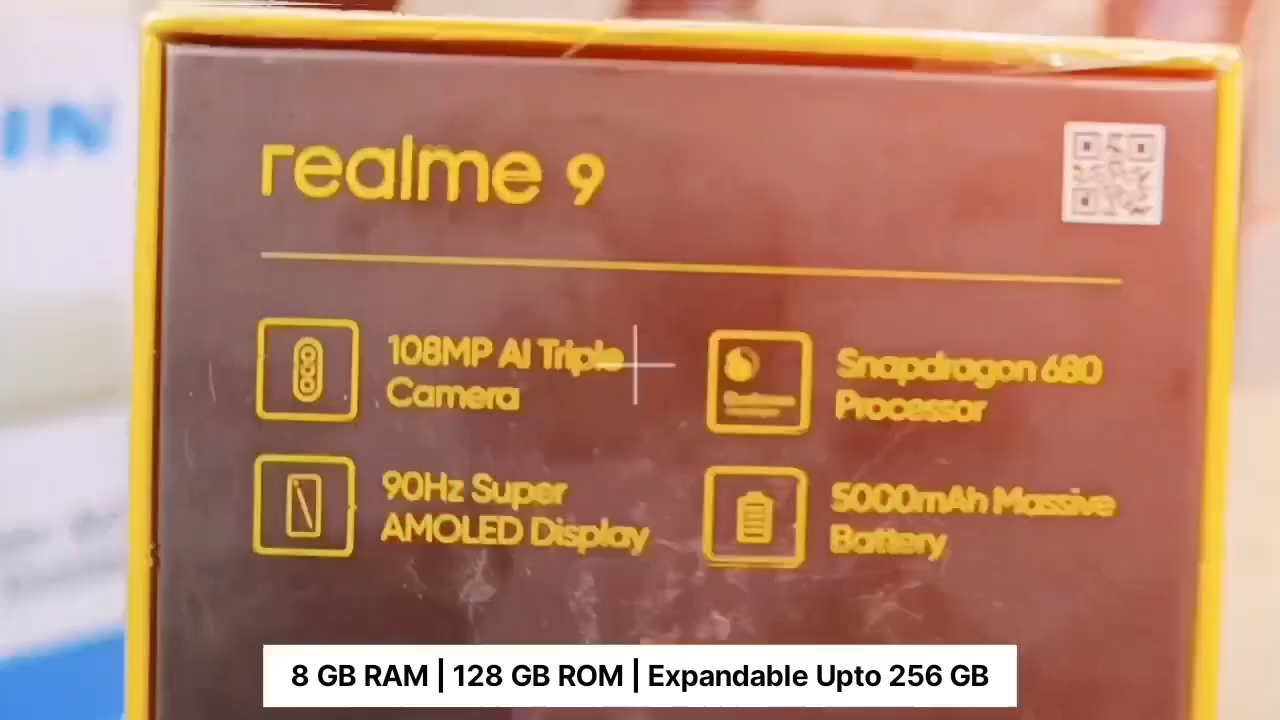 IN
realme 9
108MP AI Triple
Camera
Snapdragon 680
Processor
90Hz Super
AMOLED Display
5000mAh Massive
Battery
8 GB RAM | 128 GB ROM | Expandable Upto 256 GB